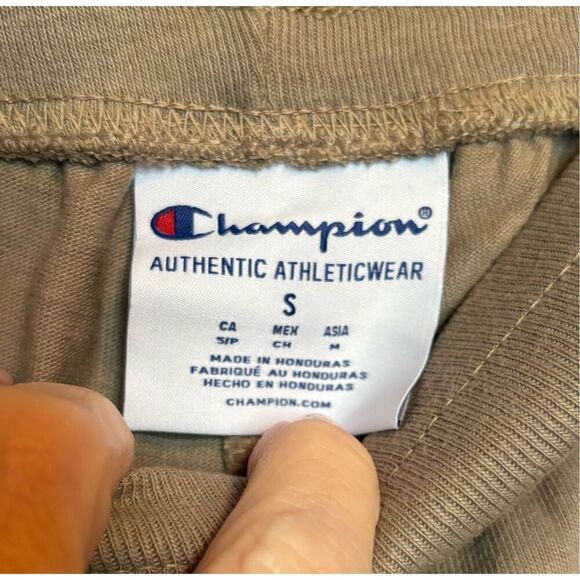 Champion®
AUTHENTIC ATHLETICWEAR
S
CA MEX ASIA
S/P CH M
MADE IN HONDURAS
FABRIQUÉ AU HONDURAS
HECHO EN HONDURAS
CHAMPION.COM